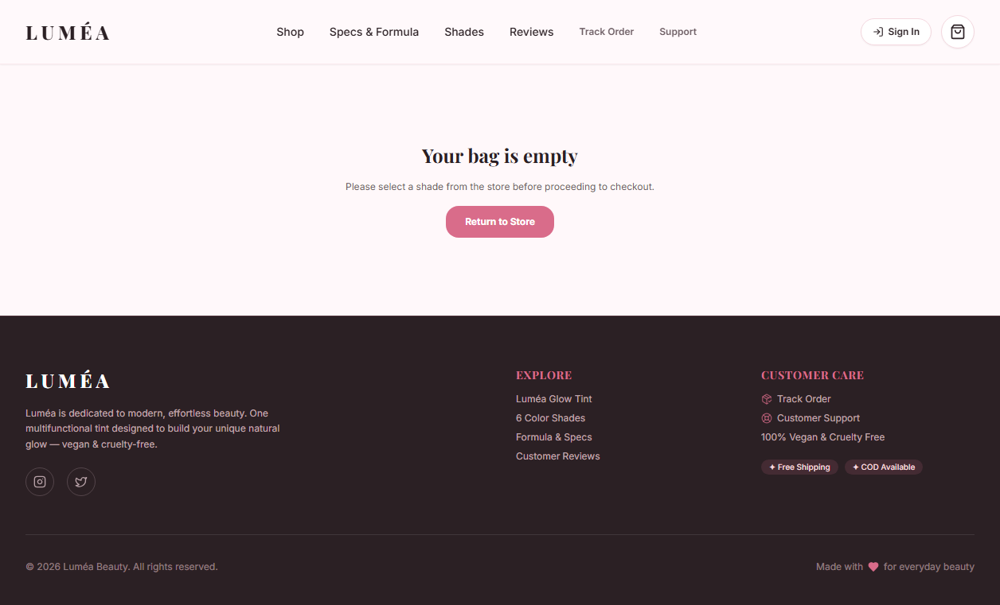 LUMÉA
Shop
Specs & Formula
Shades
Reviews
Track Order
Support
Sign In
Your bag is empty
Please select a shade from the store before proceeding to checkout.
Return to Store
LUMÉA
Luméa is dedicated to modern, effortless beauty. One
multifunctional tint designed to build your unique natural
glow — vegan & cruelty-free.
EXPLORE
Luméa Glow Tint
6 Color Shades
Formula & Specs
Customer Reviews
CUSTOMER CARE
Track Order
Customer Support
100% Vegan & Cruelty Free
✦ Free Shipping
✦ COD Available
© 2026 Luméa Beauty. All rights reserved.
Made with ♥ for everyday beauty